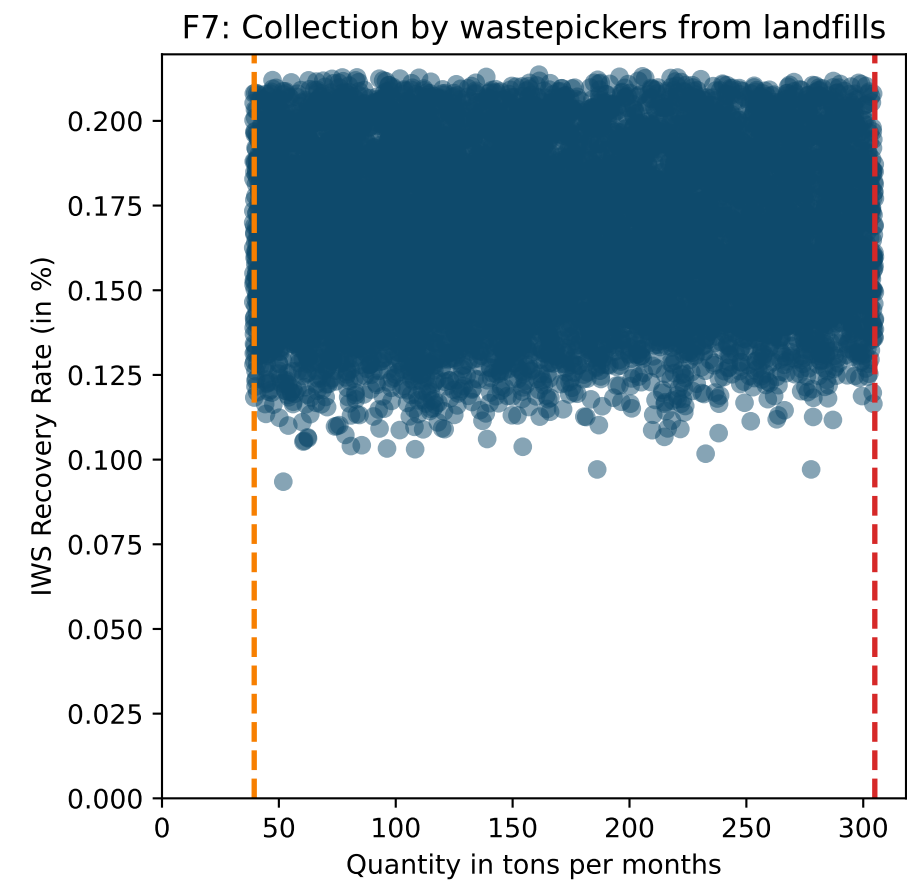 F7: Collection by wastepickers from landfills
IWS Recovery Rate (in %)
0.200
0.175
0.150
0.125
0.100
0.075
0.050
0.025
0.000
0 50 100 150 200 250 300
Quantity in tons per months